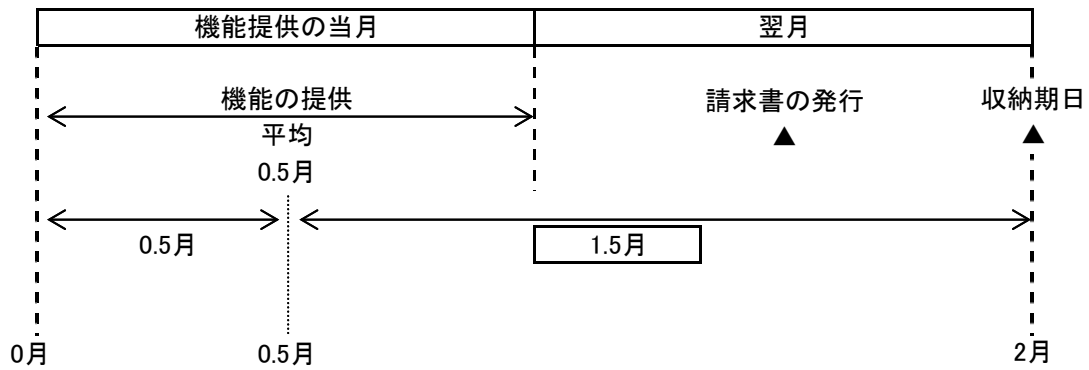 機能提供の当月 翌月
機能の提供 請求書の発行 収納期日
平均 ▲ ▲
0.5月
0.5月 1.5月
0月 0.5月 2月